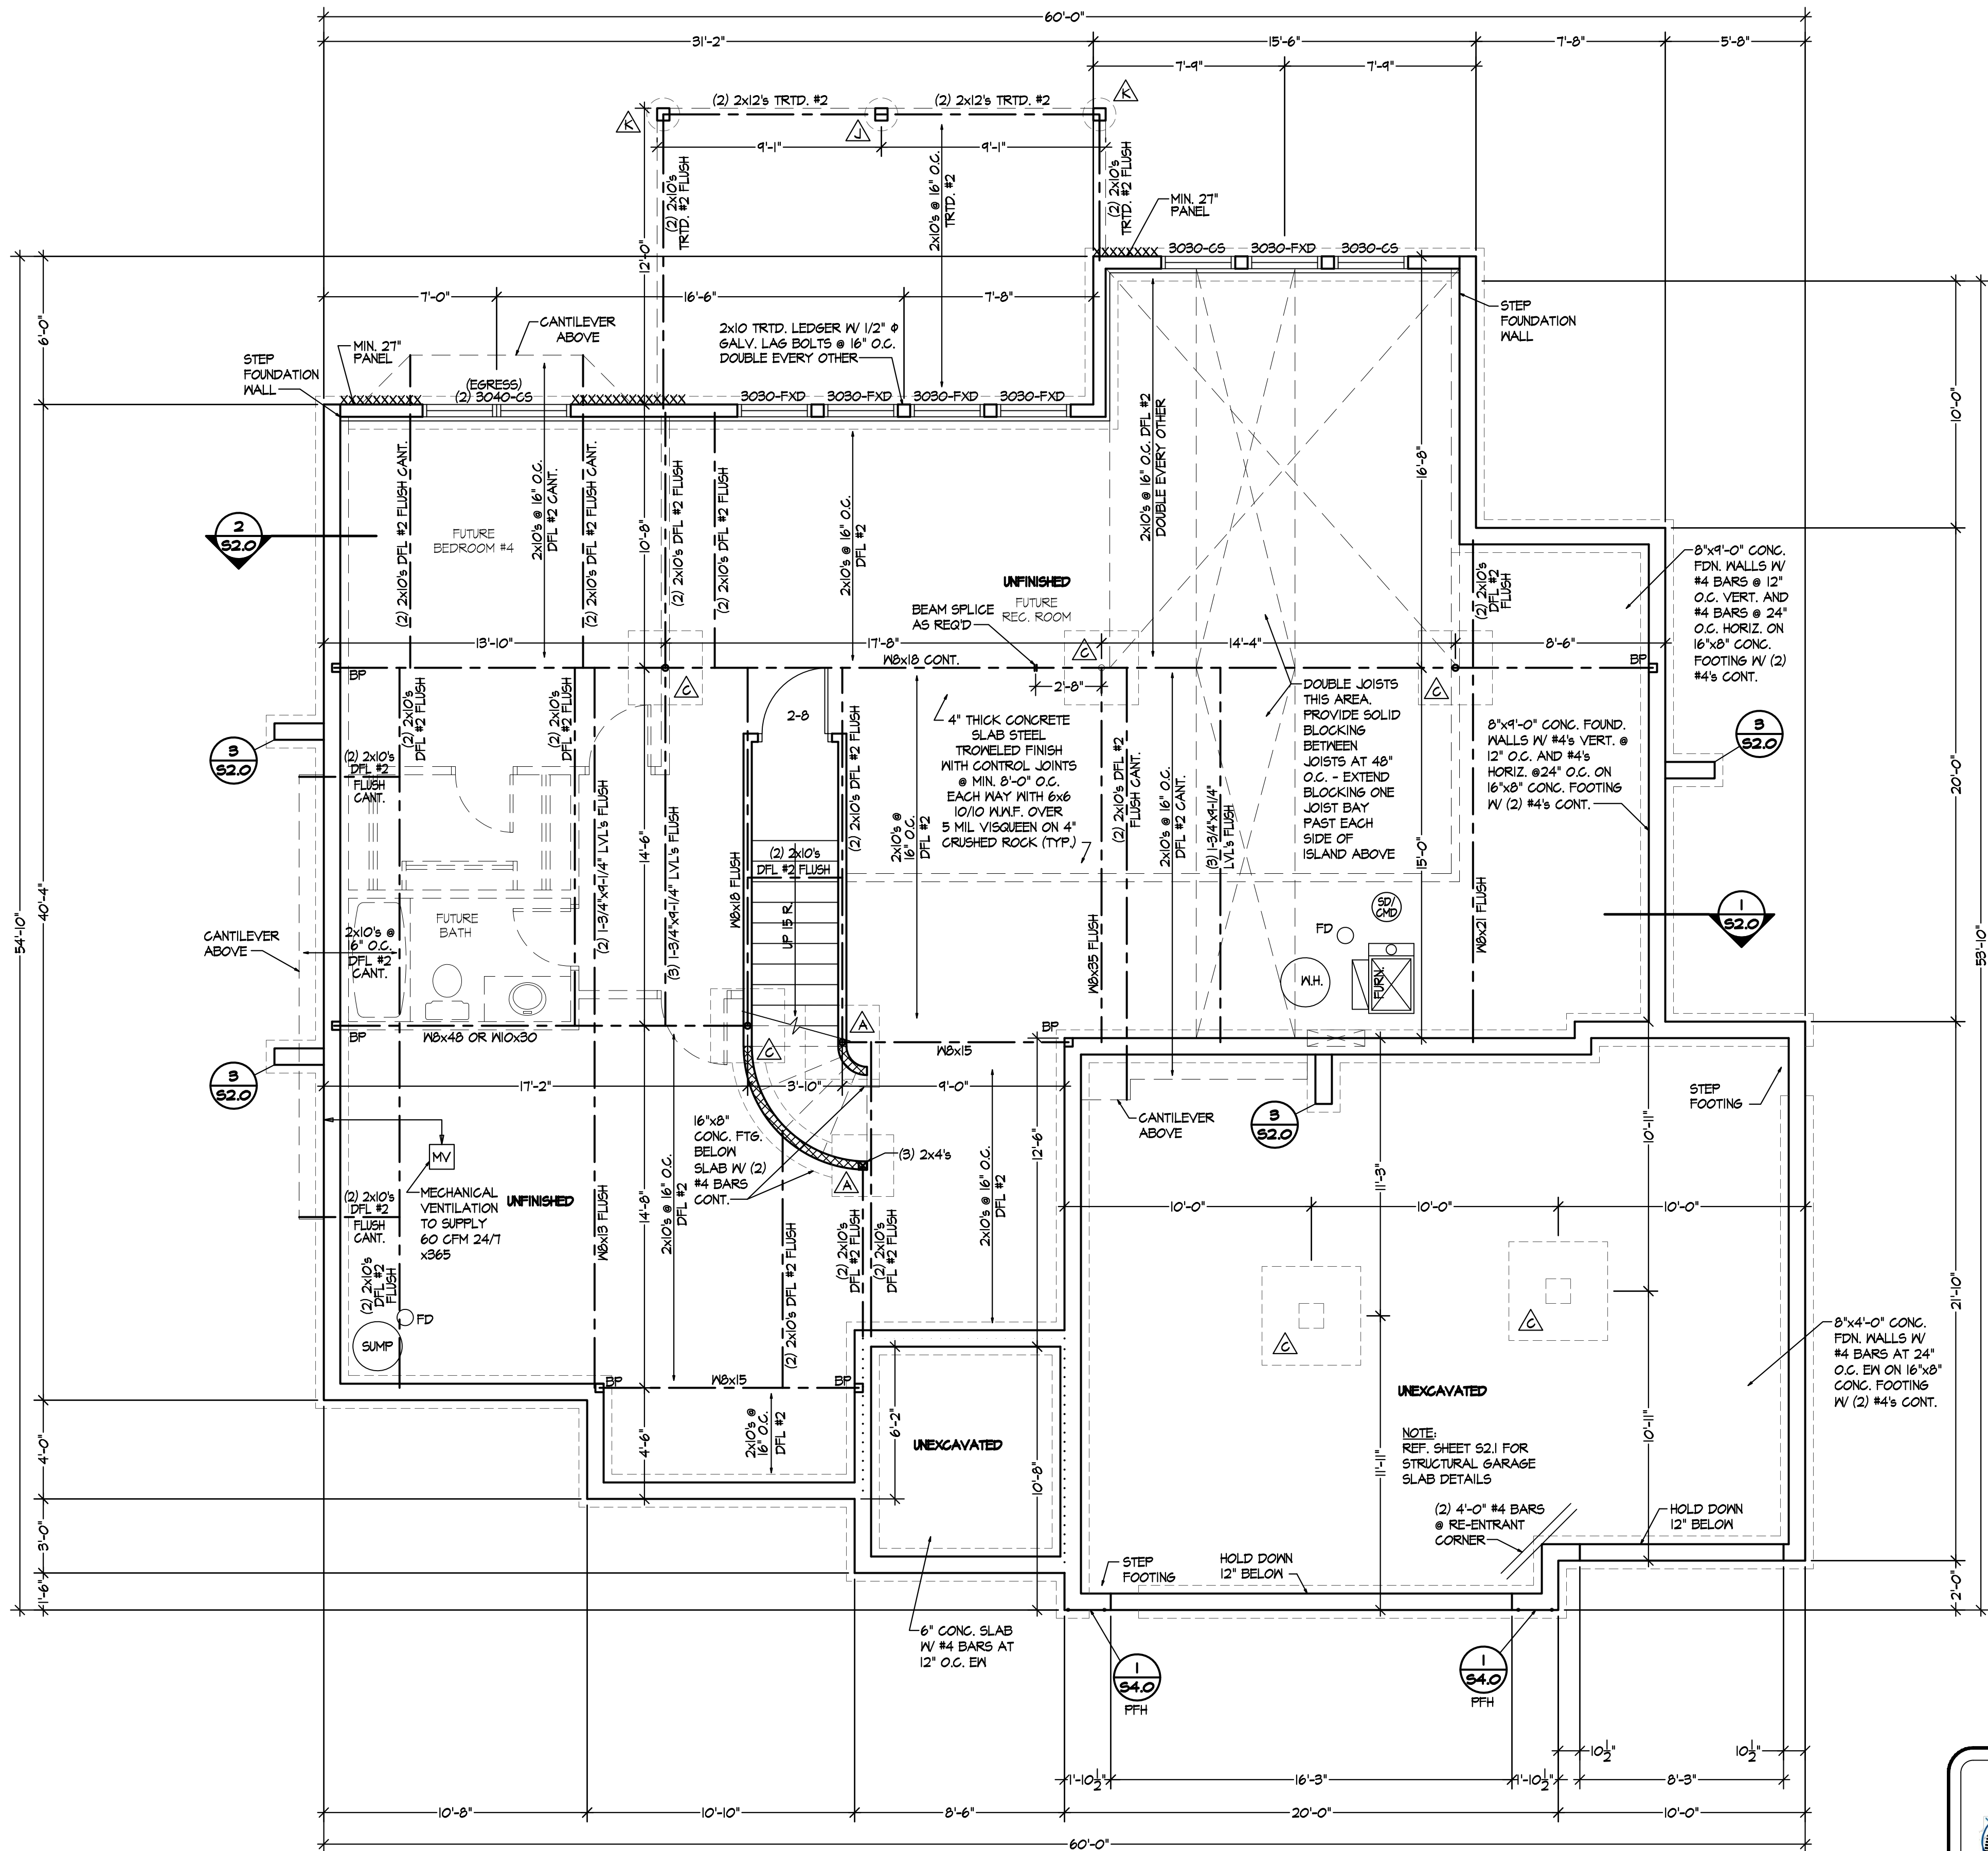 60'-0"
31'-2"
15'-6"
7'-8"
5'-8"
7'-9"
7'-9"
(2) 2x12's TRTD. #2
(2) 2x12's TRTD. #2
K
K
J
9'-1"
9'-1"
(2) 2x10's
TRTD. #2 FLUSH
2x10's @ 16" O.C.
TRTD. #2
(2) 2x10's
TRTD. #2 FLUSH
MIN. 27"
PANEL
3030-CS
3030-FXD
3030-CS
12'-0"
7'-0"
16'-6"
7'-8"
6'-0"
CANTILEVER
ABOVE
2x10 TRTD. LEDGER W/ 1/2" Φ
GALV. LAG BOLTS @ 16" O.C.
DOUBLE EVERY OTHER
STEP
FOUNDATION
WALL
MIN. 27"
PANEL
STEP
FOUNDATION
WALL
(EGRESS)
(2) 3040-CS
3030-FXD
3030-FXD
3030-FXD
3030-FXD
10'-0"
2
S2.0
FUTURE
BEDROOM #4
(2) 2x10's DFL #2 FLUSH CANT.
2x10's @ 16" O.C.
DFL #2 CANT.
(2) 2x10's DFL #2 FLUSH CANT.
10'-8"
(2) 2x10's DFL #2 FLUSH
(2) 2x10's DFL #2 FLUSH
2x10's @ 16" O.C.
DFL #2
2x10's @ 16" O.C. DFL #2
DOUBLE EVERY OTHER
16'-8"
UNFINISHED
FUTURE
REC. ROOM
BEAM SPLICE
AS REQ'D
(2) 2x10's
DFL #2
FLUSH
8"x9'-0" CONC.
FDN. WALLS W/
#4 BARS @ 12"
O.C. VERT. AND
#4 BARS @ 24"
O.C. HORIZ. ON
16"x8" CONC.
FOOTING W/ (2)
#4's CONT.
13'-10"
17'-8"
14'-4"
8'-6"
W8x18 CONT.
BP
BP
C
C
C
2'-8"
2-8
4" THICK CONCRETE
SLAB STEEL
TROWELED FINISH
WITH CONTROL JOINTS
@ MIN. 8'-0" O.C.
EACH WAY WITH 6x6
10/10 W.W.F. OVER
5 MIL VISQUEEN ON 4"
CRUSHED ROCK (TYP.)
DOUBLE JOISTS
THIS AREA.
PROVIDE SOLID
BLOCKING
BETWEEN
JOISTS AT 48"
O.C. - EXTEND
BLOCKING ONE
JOIST BAY
PAST EACH
SIDE OF
ISLAND ABOVE
8"x9'-0" CONC. FOUND.
WALLS W/ #4's VERT. @
12" O.C. AND #4's
HORIZ. @24" O.C. ON
16"x8" CONC. FOOTING
W/ (2) #4's CONT.
3
S2.0
3
S2.0
(2) 2x10's
DFL #2 FLUSH
(2) 2x10's
DFL #2 FLUSH
(2) 2x10's
DFL #2
FLUSH
CANT.
(2) 1-3/4"x9-1/4" LVL's FLUSH
14'-6"
(3) 1-3/4"x9-1/4" LVL's FLUSH
W8x18 FLUSH
(2) 2x10's
DFL #2 FLUSH
UP 15 R.
(2) 2x10's DFL #2 FLUSH
2x10's @
16" O.C.
DFL #2
(2) 2x10's DFL #2
FLUSH CANT.
2x10's @ 16" O.C.
DFL #2 CANT.
(3) 1-3/4"x9-1/4"
LVL's FLUSH
15'-0"
20'-0"
54'-10"
40'-4"
53'-10"
CANTILEVER
ABOVE
2x10's @
16" O.C.
DFL #2
CANT.
FUTURE
BATH
W8x35 FLUSH
SD/
CMD
FD
W.H.
FURN.
W8x21 FLUSH
1
S2.0
BP
W8x48 OR W10x30
C
A
W8x15
BP
3
S2.0
17'-2"
3'-10"
9'-0"
MV
MECHANICAL
VENTILATION
TO SUPPLY
60 CFM 24/7
x365
UNFINISHED
16"x8"
CONC. FTG.
BELOW
SLAB W/ (2)
#4 BARS
CONT.
(3) 2x4's
A
CANTILEVER
ABOVE
3
S2.0
STEP
FOOTING
12'-6"
11'-3"
10'-11"
(2) 2x10's
DFL #2
FLUSH
CANT.
(2) 2x10's
DFL #2
FLUSH
FD
SUMP
W8x13 FLUSH
14'-8"
2x10's @ 16" O.C.
DFL #2
(2) 2x10's DFL #2 FLUSH
(2) 2x10's
DFL #2 FLUSH
(2) 2x10's
DFL #2 FLUSH
2x10's @ 16" O.C.
DFL #2
10'-0"
10'-0"
10'-0"
C
C
21'-10"
8"x4'-0" CONC.
FDN. WALLS W/
#4 BARS AT 24"
O.C. EW ON 16"x8"
CONC. FOOTING
W/ (2) #4's CONT.
BP
W8x15
BP
2x10's @
16" O.C.
DFL #2
4'-6"
6'-2"
UNEXCAVATED
10'-8"
UNEXCAVATED
NOTE:
REF. SHEET S2.1 FOR
STRUCTURAL GARAGE
SLAB DETAILS
11'-11"
10'-11"
(2) 4'-0" #4 BARS
@ RE-ENTRANT
CORNER
HOLD DOWN
12" BELOW
STEP
FOOTING
HOLD DOWN
12" BELOW
4'-0"
3'-0"
1'-6"
2'-0"
6" CONC. SLAB
W/ #4 BARS AT
12" O.C. EW
1
S4.0
PFH
1
S4.0
PFH
10½"
10½"
1'-10½"
16'-3"
1'-10½"
8'-3"
10'-8"
10'-10"
8'-6"
20'-0"
10'-0"
60'-0"